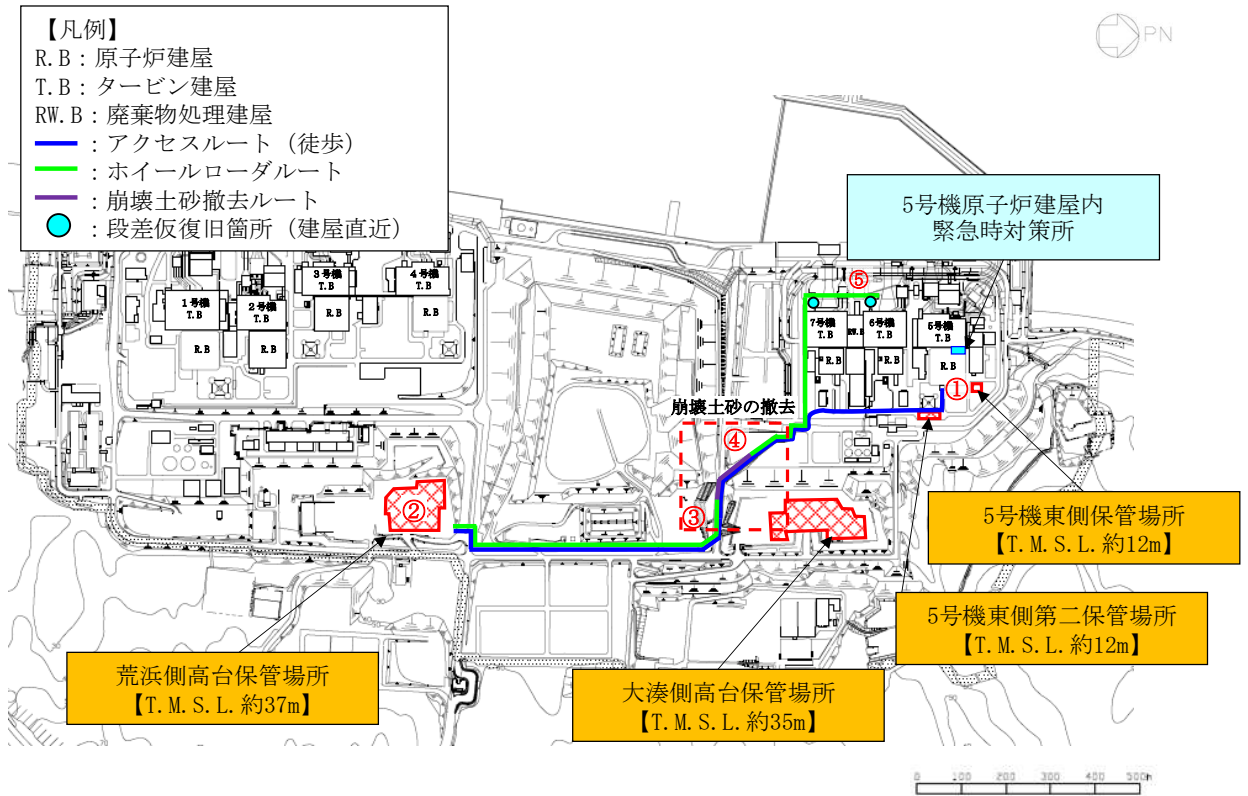 【凡例】
R.B：原子炉建屋
T.B：タービン建屋
RW.B：廃棄物処理建屋
：アクセスルート（徒歩）
：ホイールローダルート
：崩壊土砂撤去ルート
：段差仮復旧箇所（建屋直近）
PN
5号機原子炉建屋内
緊急時対策所
1号機
T.B
2号機
T.B
3号機
T.B
4号機
T.B
R.B
R.B
R.B
R.B
⑤
7号機
T.B
RW.B
6号機
T.B
5号機
T.B
R.B
R.B
R.B
①
崩壊土砂の撤去
④
②
③
5号機東側保管場所
【T.M.S.L.約12m】
5号機東側第二保管場所
【T.M.S.L.約12m】
荒浜側高台保管場所
【T.M.S.L.約37m】
大湊側高台保管場所
【T.M.S.L.約35m】
0 100 200 300 400 500m